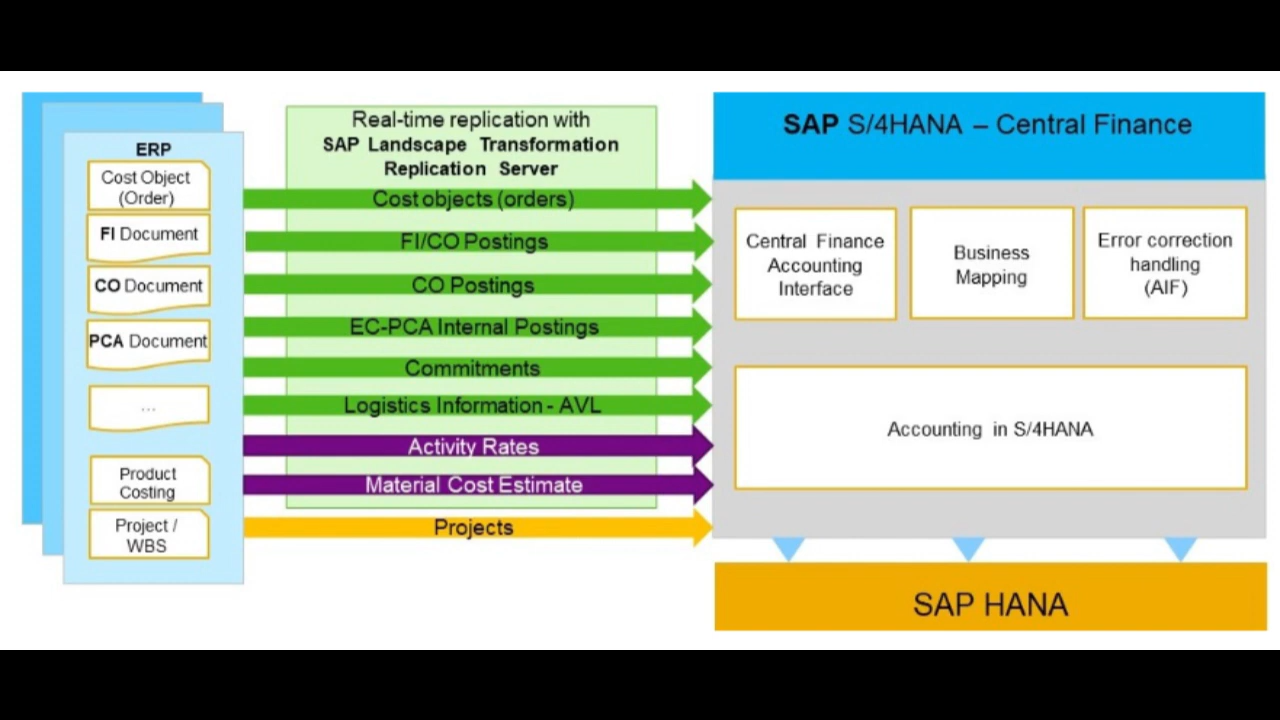 ERP
Cost Object
(Order)
FI Document
CO Document
PCA Document
...
Product
Costing
Project /
WBS
Real-time replication with
SAP Landscape Transformation
Replication Server
Cost objects (orders)
FI/CO Postings
CO Postings
EC-PCA Internal Postings
Commitments
Logistics Information - AVL
Activity Rates
Material Cost Estimate
Projects
SAP S/4HANA – Central Finance
Central Finance
Accounting
Interface
Business
Mapping
Error correction
handling
(AIF)
Accounting in S/4HANA
SAP HANA